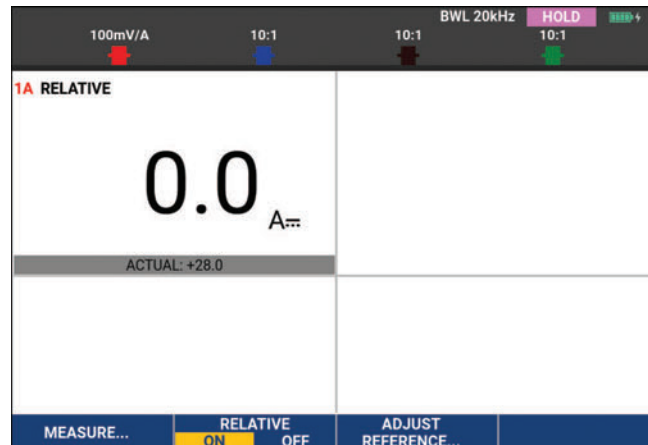 BWL 20kHz HOLD
100mV/A 10:1 10:1 10:1
1A RELATIVE
0.0 A
ACTUAL: +28.0
MEASURE...
RELATIVE
ON OFF
ADJUST
REFERENCE...